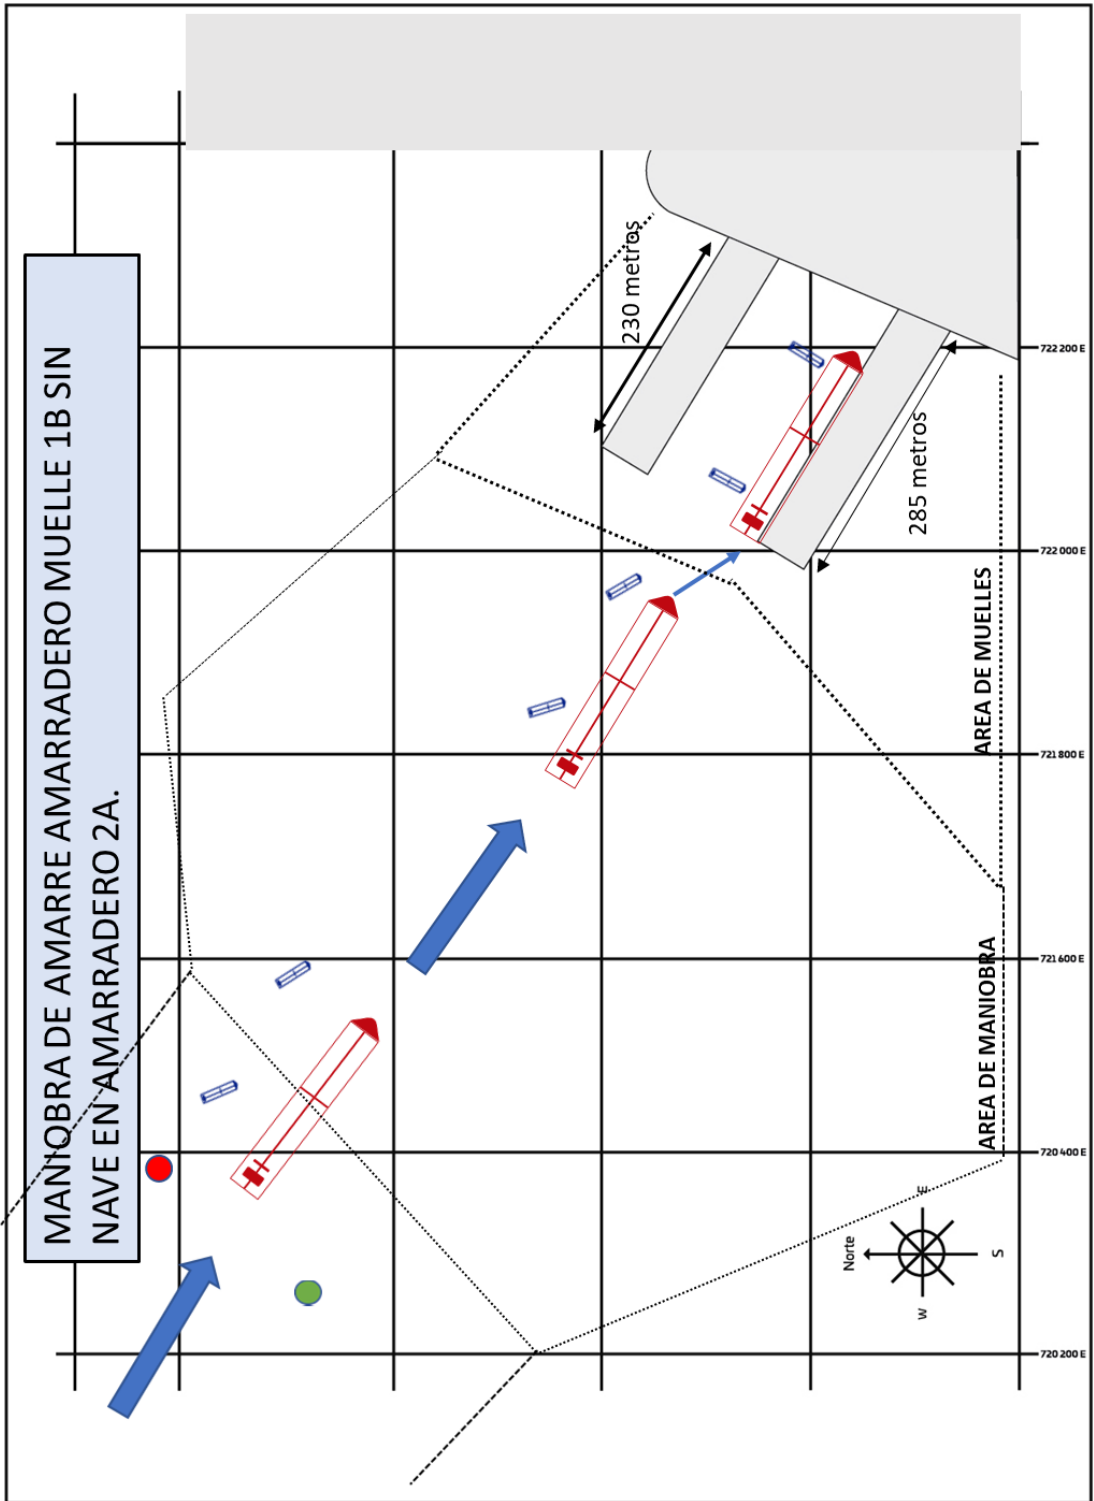 MANIOBRA DE AMARRE AMARRADERO MUELLE 1B SIN
NAVE EN AMARRADERO 2A.
230 metros
285 metros
AREA DE MUELLES
AREA DE MANIOBRA
722 200 E
722 000 E
721 800 E
721 600 E
720 400 E
720 200 E
Norte
E
S
W